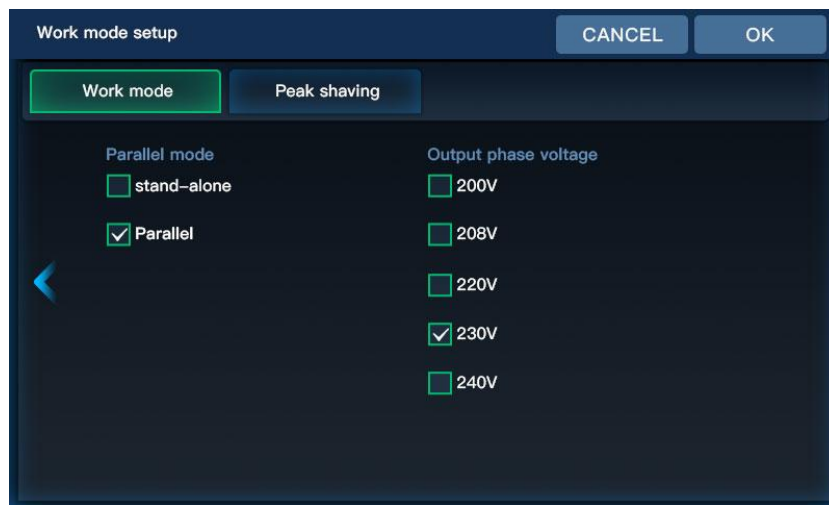 Work mode setup
CANCEL
OK
Work mode
Peak shaving
Parallel mode
stand-alone
Parallel
Output phase voltage
200V
208V
220V
230V
240V